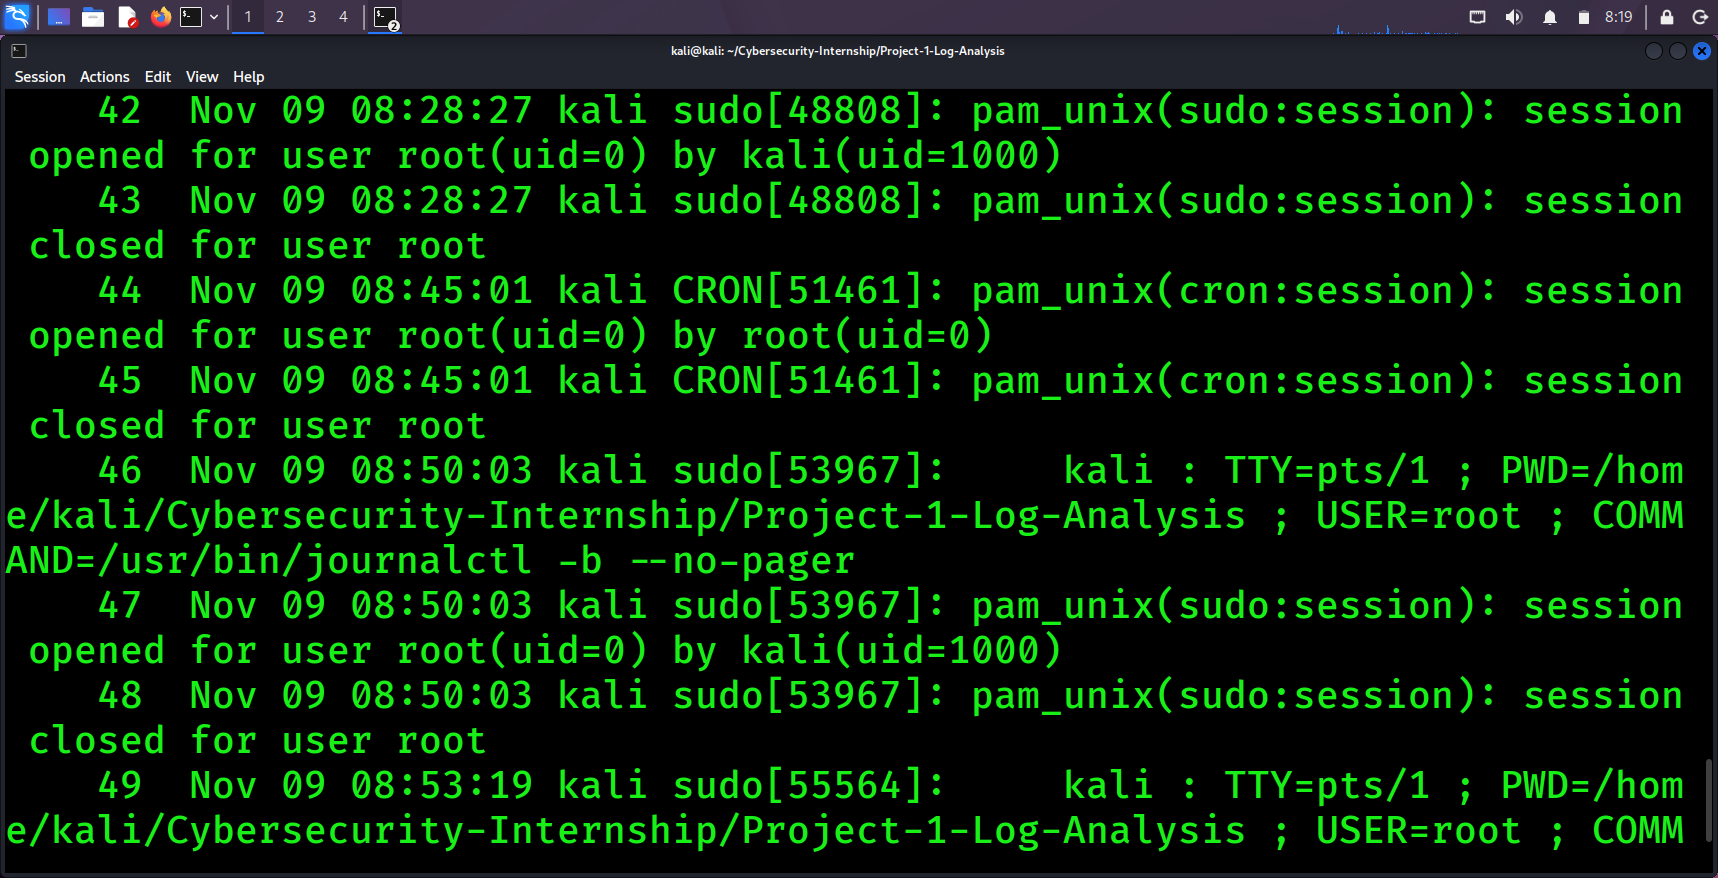 1 2 3 4 2 8:19
kali@kali: ~/Cybersecurity-Internship/Project-1-Log-Analysis
Session Actions Edit View Help
42 Nov 09 08:28:27 kali sudo[48808]: pam_unix(sudo:session): session
opened for user root(uid=0) by kali(uid=1000)
43 Nov 09 08:28:27 kali sudo[48808]: pam_unix(sudo:session): session
closed for user root
44 Nov 09 08:45:01 kali CRON[51461]: pam_unix(cron:session): session
opened for user root(uid=0) by root(uid=0)
45 Nov 09 08:45:01 kali CRON[51461]: pam_unix(cron:session): session
closed for user root
46 Nov 09 08:50:03 kali sudo[53967]: kali : TTY=pts/1 ; PWD=/hom
e/kali/Cybersecurity-Internship/Project-1-Log-Analysis ; USER=root ; COMM
AND=/usr/bin/journalctl -b --no-pager
47 Nov 09 08:50:03 kali sudo[53967]: pam_unix(sudo:session): session
opened for user root(uid=0) by kali(uid=1000)
48 Nov 09 08:50:03 kali sudo[53967]: pam_unix(sudo:session): session
closed for user root
49 Nov 09 08:53:19 kali sudo[55564]: kali : TTY=pts/1 ; PWD=/hom
e/kali/Cybersecurity-Internship/Project-1-Log-Analysis ; USER=root ; COMM